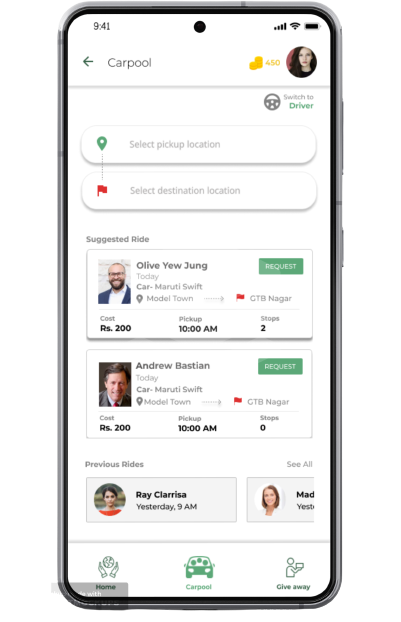 9:41
Carpool
450
Switch to
Driver
Select pickup location
Select destination location
Suggested Ride
Olive Yew Jung
REQUEST
Today
Car- Maruti Swift
Model Town
GTB Nagar
Cost
Pickup
Stops
Rs. 200
10:00 AM
2
Andrew Bastian
REQUEST
Today
Car- Maruti Swift
Model Town
GTB Nagar
Cost
Pickup
Stops
Rs. 200
10:00 AM
0
Previous Rides
See All
Ray Clarrisa
Mad
Yesterday, 9 AM
Yest
Home
Carpool
Give away
with